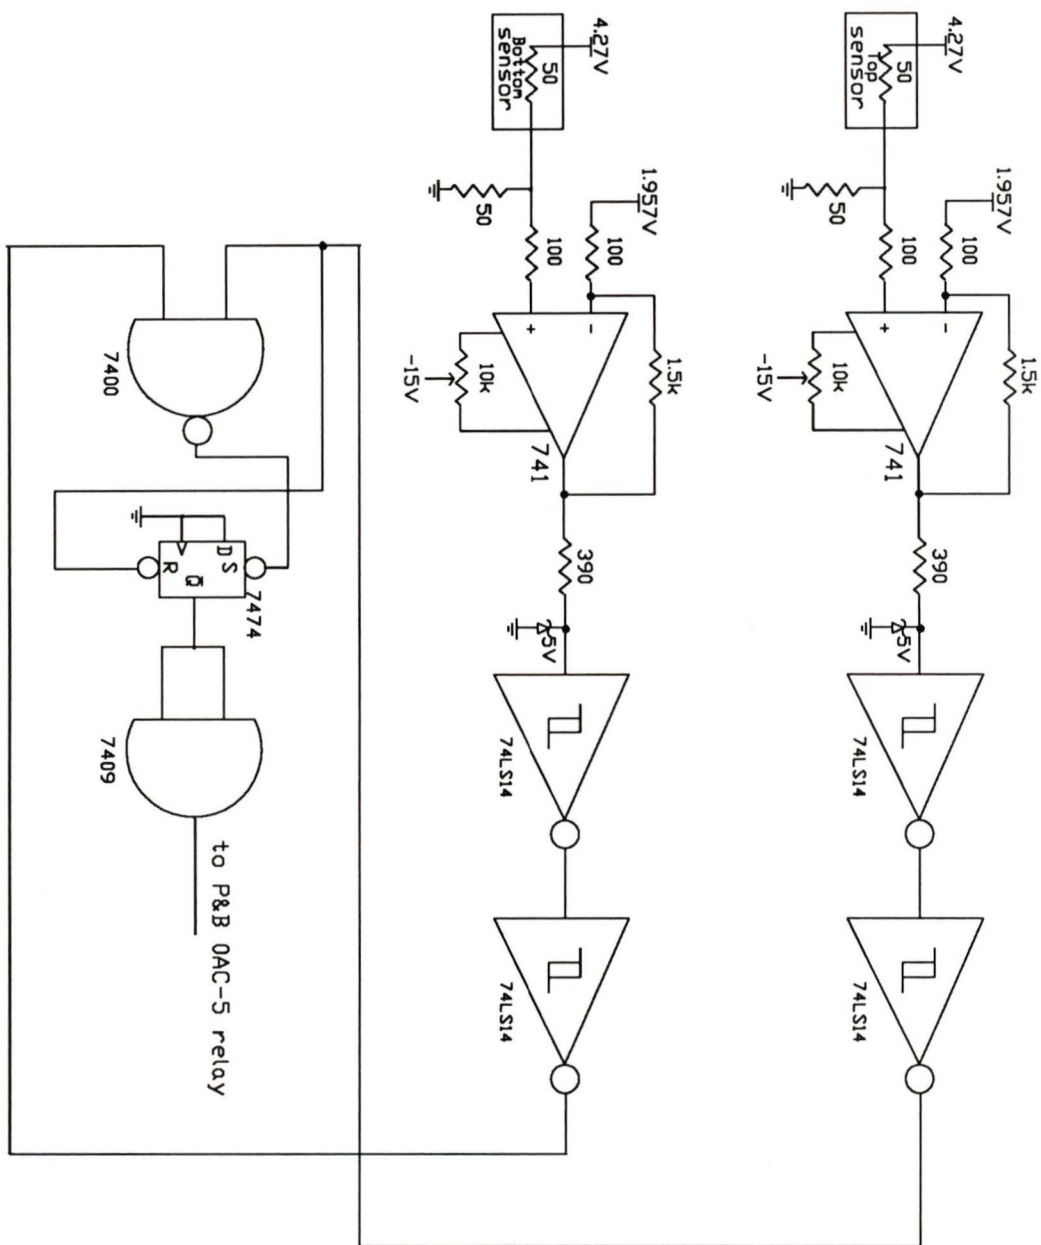 4.27V
50
Top
sensor
50
1.957V
100
100
1.5k
+
-
10k
-15V
741
390
5V
74LS14
74LS14
4.27V
50
Bottom
sensor
50
1.957V
100
100
1.5k
+
-
10k
-15V
741
390
5V
74LS14
74LS14
7400
D S
R Q̅
7474
7409
to P&B OAC-5 relay